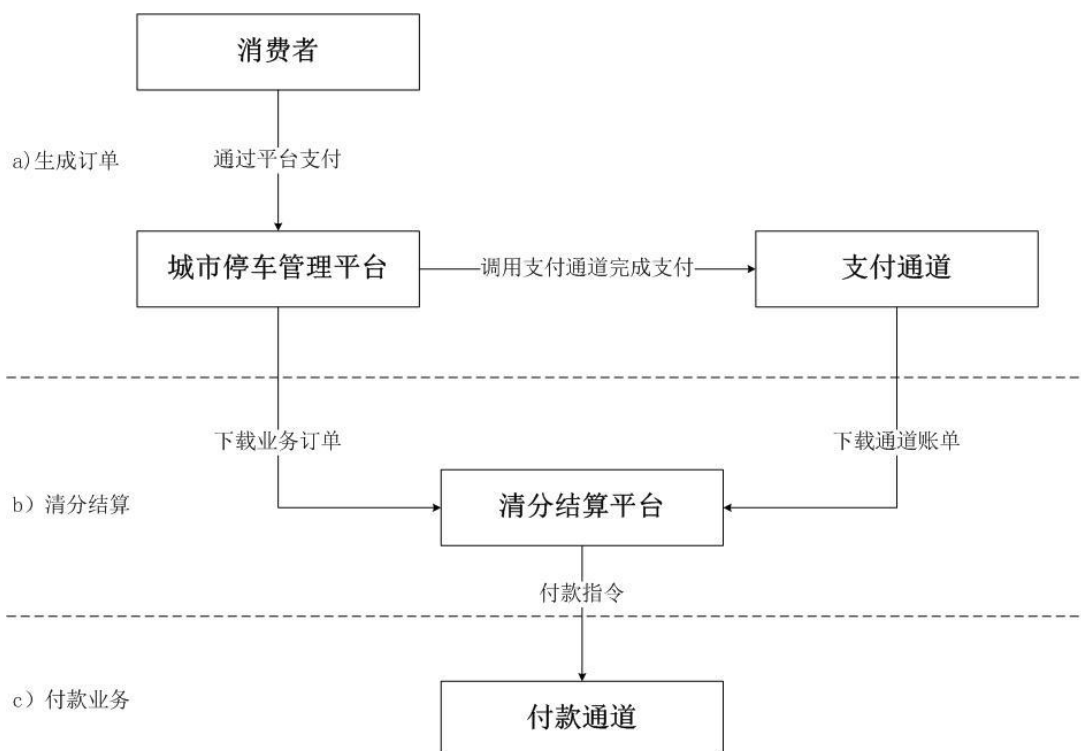 消费者
a)生成订单
通过平台支付
城市停车管理平台
调用支付通道完成支付
支付通道
下载业务订单
下载通道账单
b）清分结算
清分结算平台
付款指令
c）付款业务
付款通道